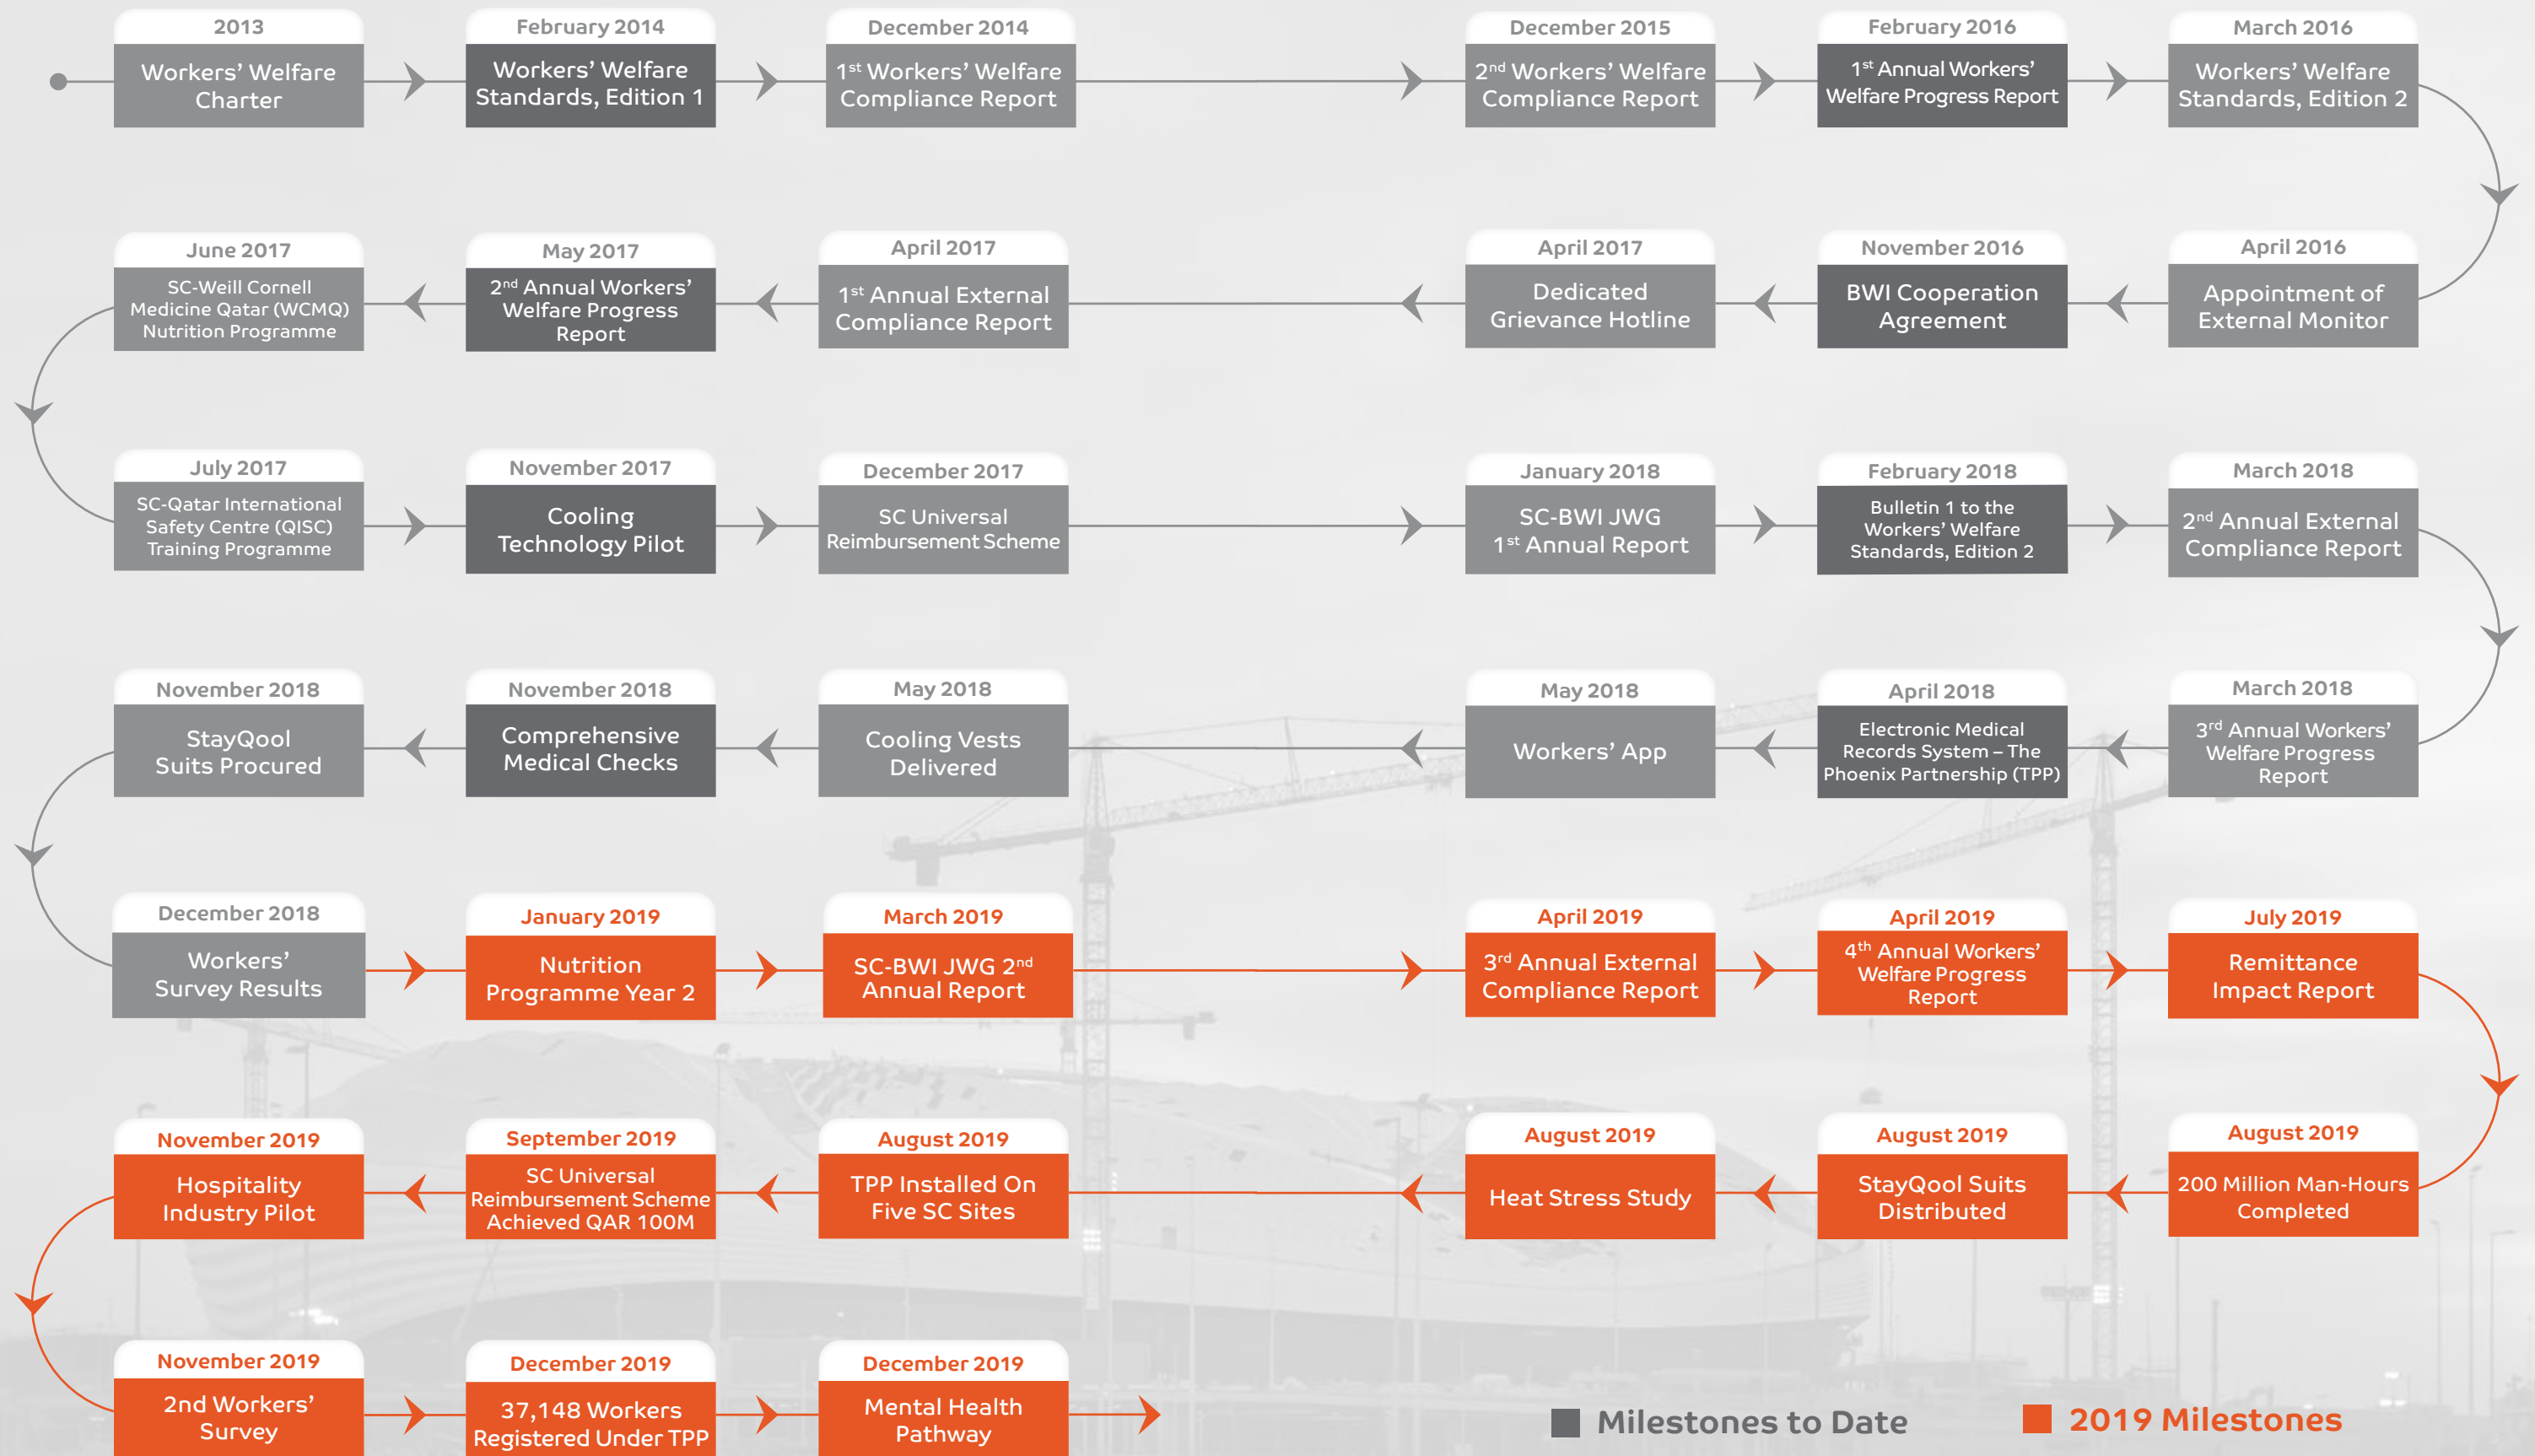 2013
Workers’ Welfare
Charter
February 2014
Workers’ Welfare
Standards, Edition 1
December 2014
1st Workers’ Welfare
Compliance Report
December 2015
2nd Workers’ Welfare
Compliance Report
February 2016
1st Annual Workers’
Welfare Progress Report
March 2016
Workers’ Welfare
Standards, Edition 2
April 2016
Appointment of
External Monitor
November 2016
BWI Cooperation
Agreement
April 2017
Dedicated
Grievance Hotline
April 2017
1st Annual External
Compliance Report
May 2017
2nd Annual Workers’
Welfare Progress
Report
June 2017
SC-Weill Cornell
Medicine Qatar (WCMQ)
Nutrition Programme
July 2017
SC-Qatar International
Safety Centre (QISC)
Training Programme
November 2017
Cooling
Technology Pilot
December 2017
SC Universal
Reimbursement Scheme
January 2018
SC-BWI JWG
1st Annual Report
February 2018
Bulletin 1 to the
Workers’ Welfare
Standards, Edition 2
March 2018
2nd Annual External
Compliance Report
March 2018
3rd Annual Workers’
Welfare Progress
Report
April 2018
Electronic Medical
Records System – The
Phoenix Partnership (TPP)
May 2018
Workers’ App
May 2018
Cooling Vests
Delivered
November 2018
Comprehensive
Medical Checks
November 2018
StayQool
Suits Procured
December 2018
Workers’
Survey Results
January 2019
Nutrition
Programme Year 2
March 2019
SC-BWI JWG 2nd
Annual Report
April 2019
3rd Annual External
Compliance Report
April 2019
4th Annual Workers’
Welfare Progress
Report
July 2019
Remittance
Impact Report
August 2019
200 Million Man-Hours
Completed
August 2019
StayQool Suits
Distributed
August 2019
Heat Stress Study
August 2019
TPP Installed On
Five SC Sites
September 2019
SC Universal
Reimbursement Scheme
Achieved QAR 100M
November 2019
Hospitality
Industry Pilot
November 2019
2nd Workers’
Survey
December 2019
37,148 Workers
Registered Under TPP
December 2019
Mental Health
Pathway
Milestones to Date
2019 Milestones